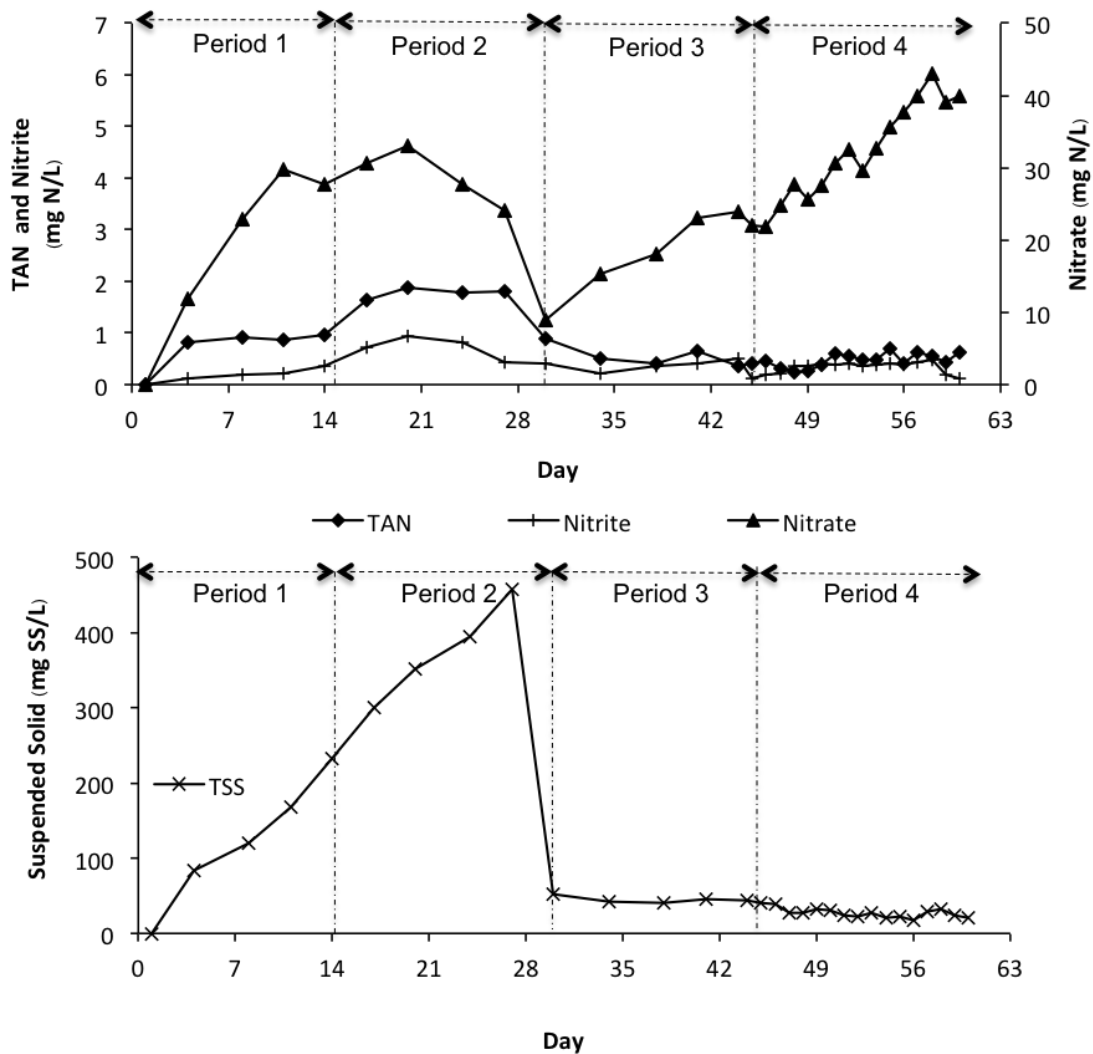 Period 1 Period 2 Period 3 Period 4
TAN and Nitrite
(mg N/L)
7
6
5
4
3
2
1
0
50
40
30
20
10
0
Nitrate (mg N/L)
0 7 14 21 28 35 42 49 56 63
Day
TAN Nitrite Nitrate
Period 1 Period 2 Period 3 Period 4
Suspended Solid (mg SS/L)
500
400
300
200
100
0
TSS
0 7 14 21 28 35 42 49 56 63
Day